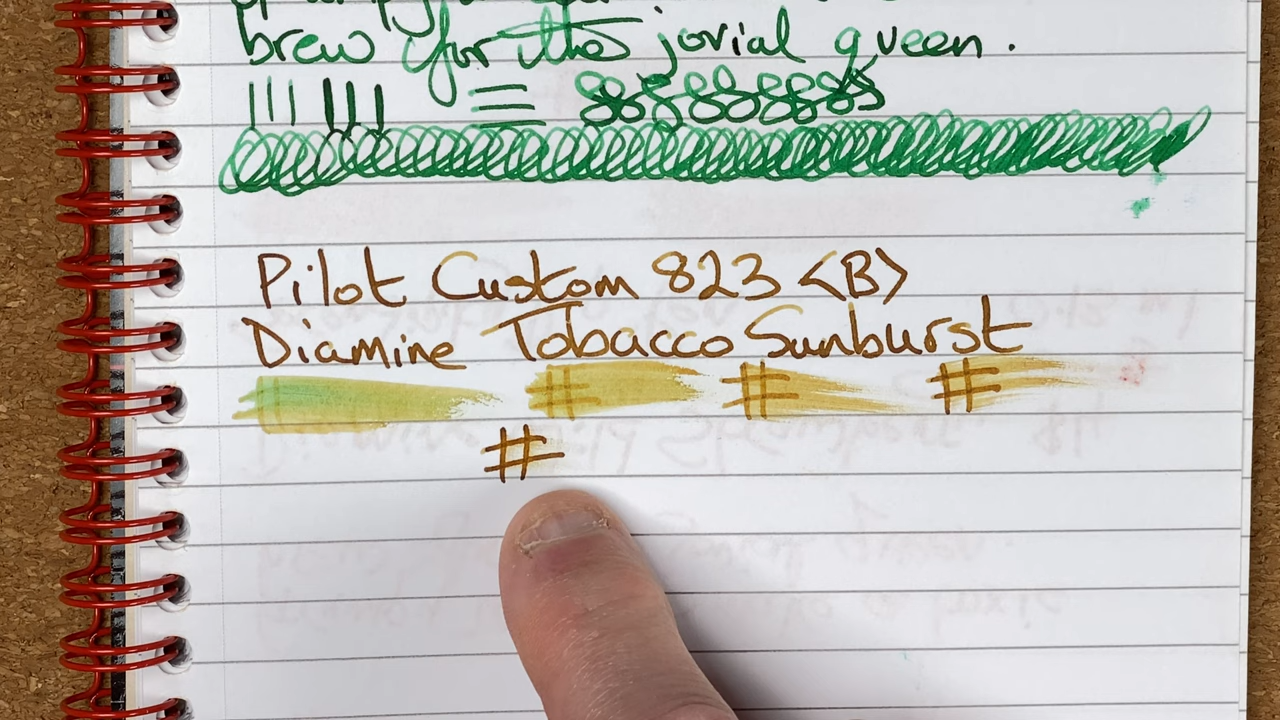 brew for the jovial queen.
Pilot Custom 823 <B>
Diamine Tobacco Sunburst
# # #
#